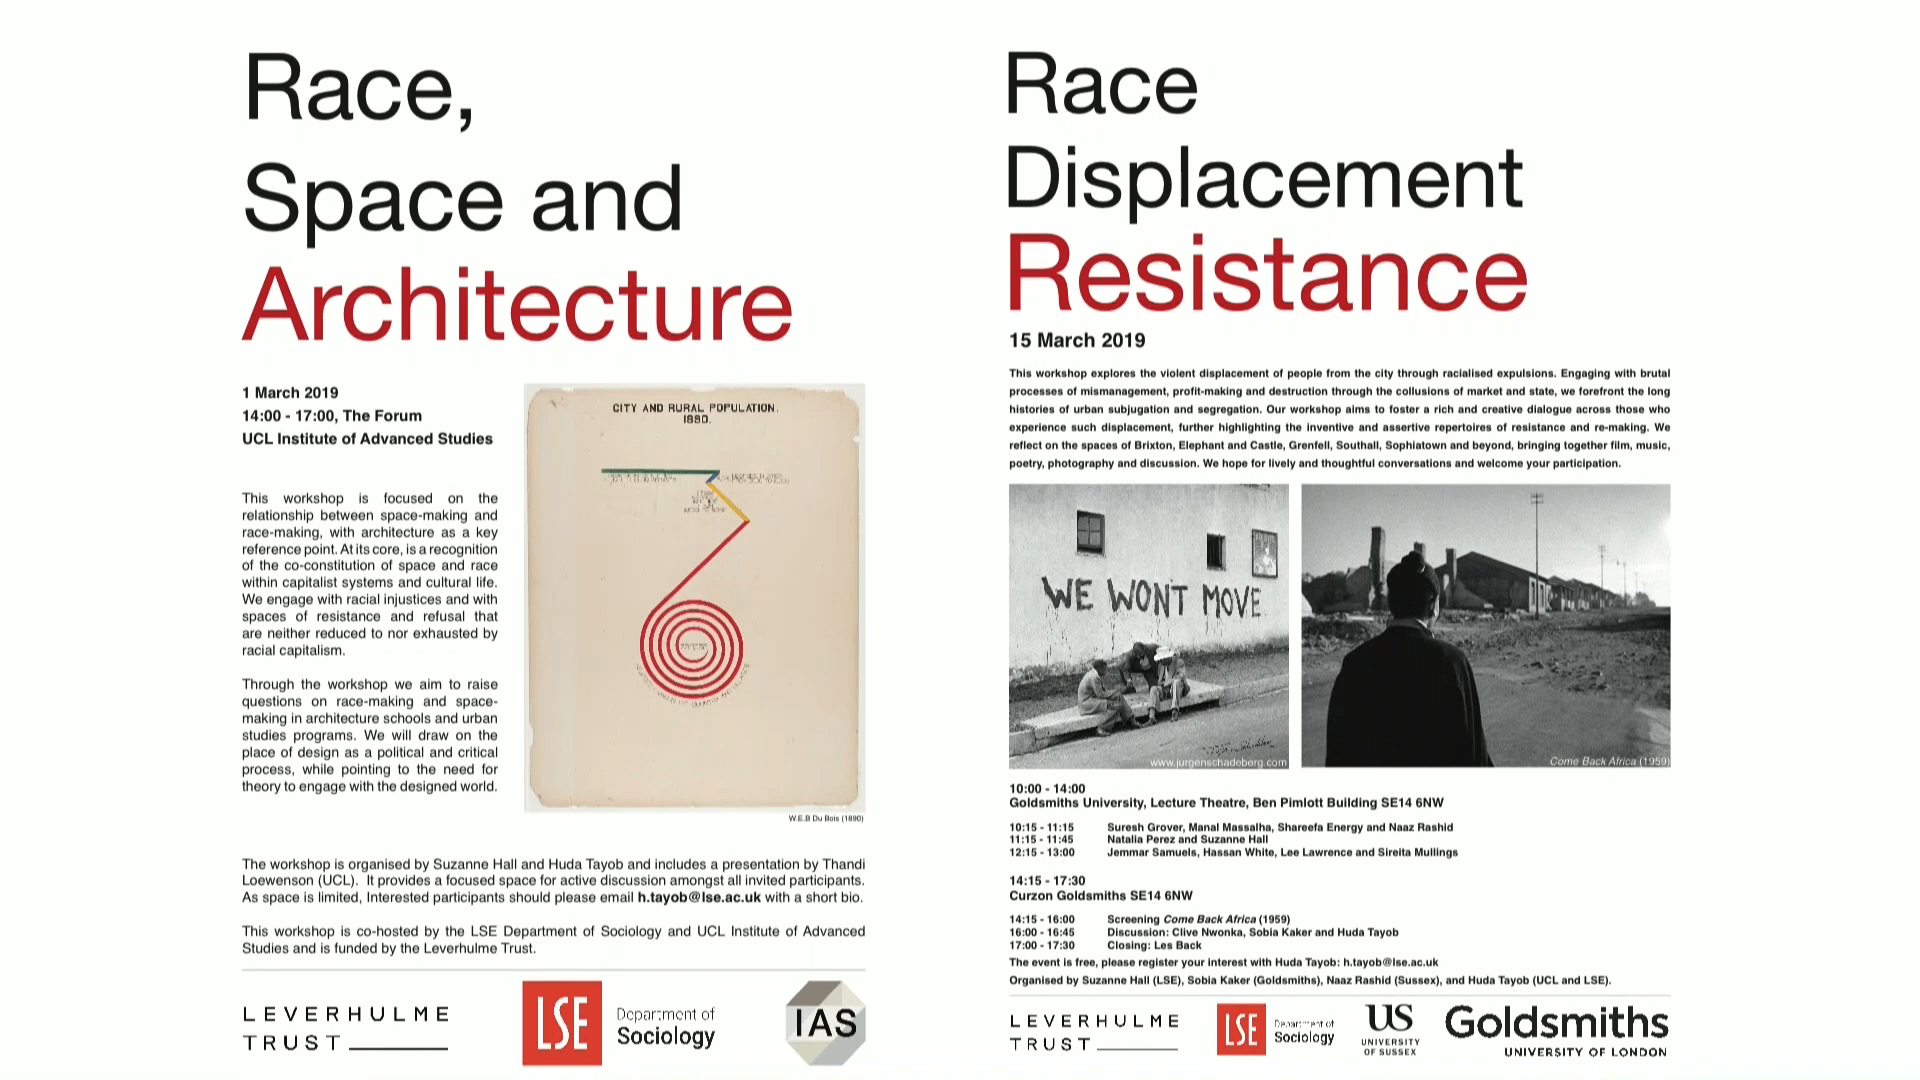 Race,
Space and
Architecture
1 March 2019
14:00 - 17:00, The Forum
UCL Institute of Advanced Studies
This workshop is focused on the
relationship between space-making and
race-making, with architecture as a key
reference point. At its core, is a recognition
of the co-constitution of space and race
within capitalist systems and cultural life.
We engage with racial injustices and with
spaces of resistance and refusal that
are neither reduced to nor exhausted by
racial capitalism.
Through the workshop we aim to raise
questions on race-making and space-
making in architecture schools and urban
studies programs. We will draw on the
place of design as a political and critical
process, while pointing to the need for
theory to engage with the designed world.
CITY AND RURAL POPULATION.
1890.
W.E.B Du Bois (1890)
The workshop is organised by Suzanne Hall and Huda Tayob and includes a presentation by Thandi
Loewenson (UCL). It provides a focused space for active discussion amongst all invited participants.
As space is limited, Interested participants should please email h.tayob@lse.ac.uk with a short bio.
This workshop is co-hosted by the LSE Department of Sociology and UCL Institute of Advanced
Studies and is funded by the Leverhulme Trust.
LEVERHULME
TRUST
LSE
Department of
Sociology
IAS
Race
Displacement
Resistance
15 March 2019
This workshop explores the violent displacement of people from the city through racialised expulsions. Engaging with brutal
processes of mismanagement, profit-making and destruction through the collusions of market and state, we forefront the long
histories of urban subjugation and segregation. Our workshop aims to foster a rich and creative dialogue across those who
experience such displacement, further highlighting the inventive and assertive repertoires of resistance and re-making. We
reflect on the spaces of Brixton, Elephant and Castle, Grenfell, Southall, Sophiatown and beyond, bringing together film, music,
poetry, photography and discussion. We hope for lively and thoughtful conversations and welcome your participation.
WE WONT MOVE
www.jurgenschadeberg.com
Come Back Africa (1959)
10:00 - 14:00
Goldsmiths University, Lecture Theatre, Ben Pimlott Building SE14 6NW
10:15 - 11:15 Suresh Grover, Manal Massalha, Shareefa Energy and Naaz Rashid
11:15 - 11:45 Natalia Perez and Suzanne Hall
12:15 - 13:00 Jemmar Samuels, Hassan White, Lee Lawrence and Sireita Mullings
14:15 - 17:30
Curzon Goldsmiths SE14 6NW
14:15 - 16:00 Screening Come Back Africa (1959)
16:00 - 16:45 Discussion: Clive Nwonka, Sobia Kaker and Huda Tayob
17:00 - 17:30 Closing: Les Back
The event is free, please register your interest with Huda Tayob: h.tayob@lse.ac.uk
Organised by Suzanne Hall (LSE), Sobia Kaker (Goldsmiths), Naaz Rashid (Sussex), and Huda Tayob (UCL and LSE).
LEVERHULME
TRUST
LSE
Department of
Sociology
US
UNIVERSITY
OF SUSSEX
Goldsmiths
UNIVERSITY OF LONDON